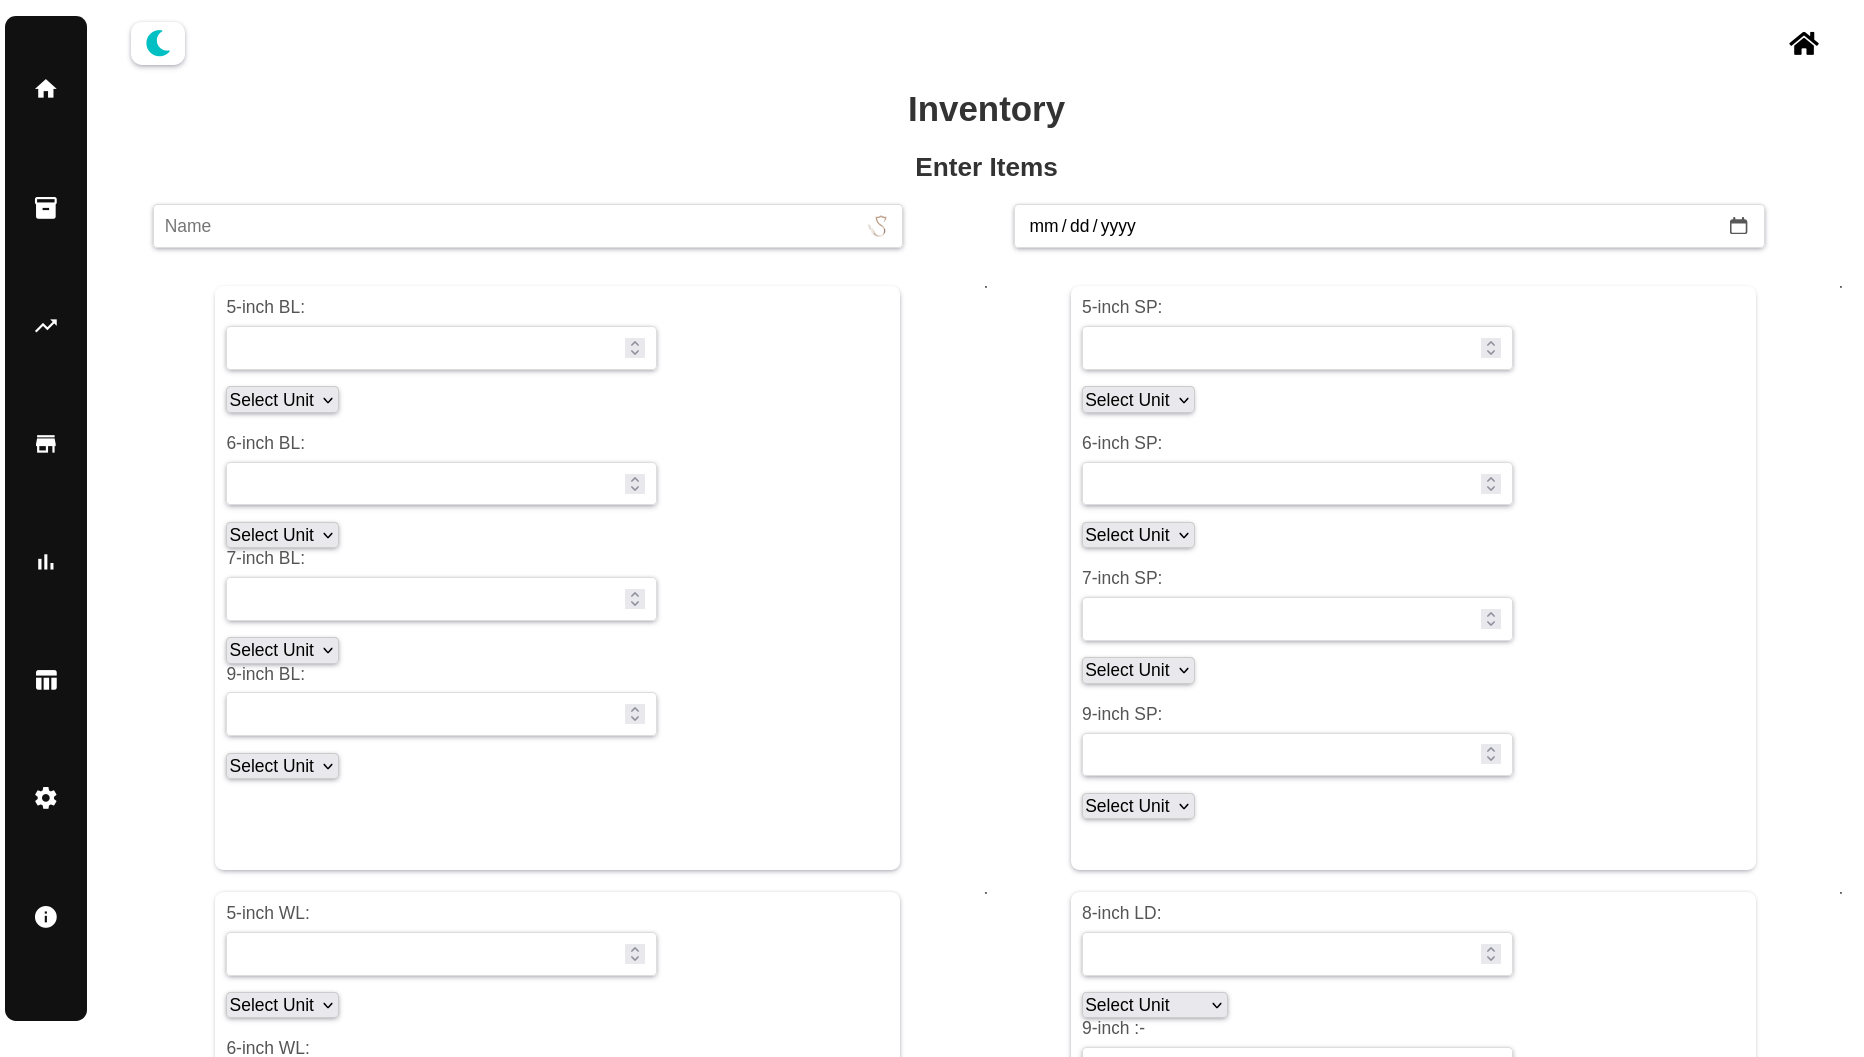 Inventory
Enter Items
Name
mm/dd/yyyy
5-inch BL:
Select Unit
6-inch BL:
Select Unit
7-inch BL:
Select Unit
9-inch BL:
Select Unit
5-inch SP:
Select Unit
6-inch SP:
Select Unit
7-inch SP:
Select Unit
9-inch SP:
Select Unit
5-inch WL:
Select Unit
6-inch WL:
8-inch LD:
Select Unit
9-inch :-